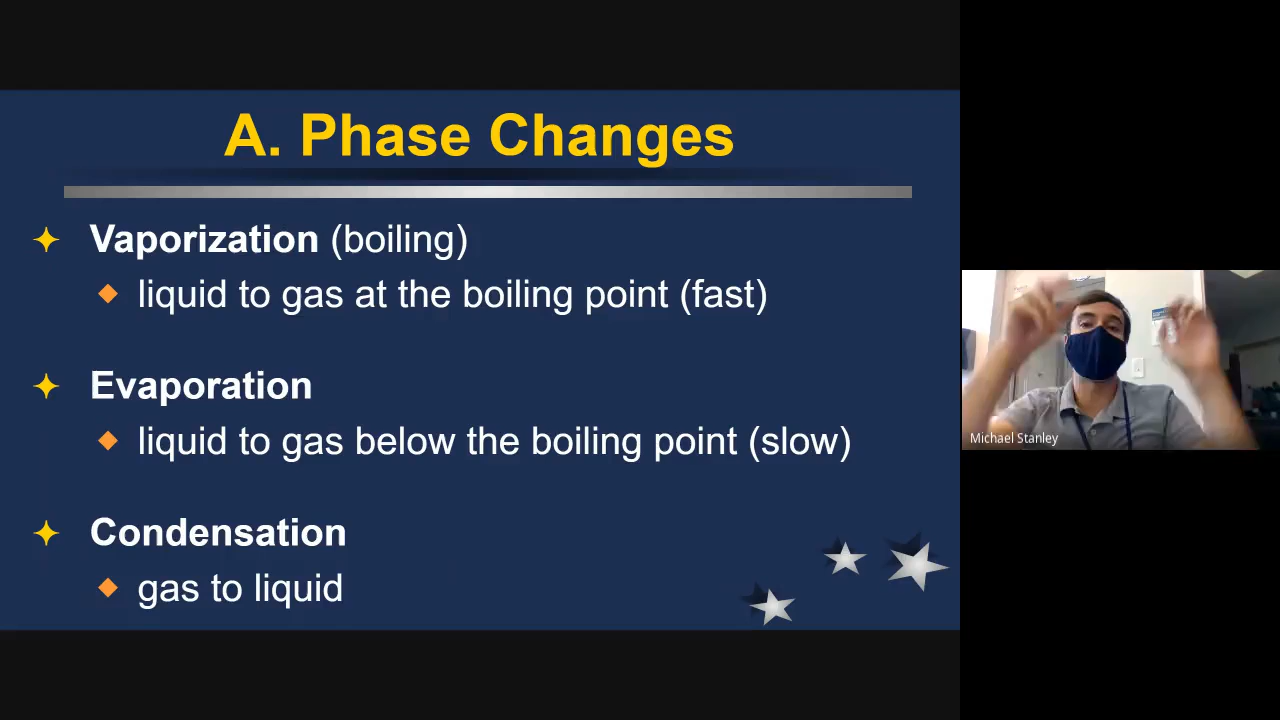 A. Phase Changes
Vaporization (boiling)
liquid to gas at the boiling point (fast)
Evaporation
liquid to gas below the boiling point (slow)
Condensation
gas to liquid
Michael Stanley